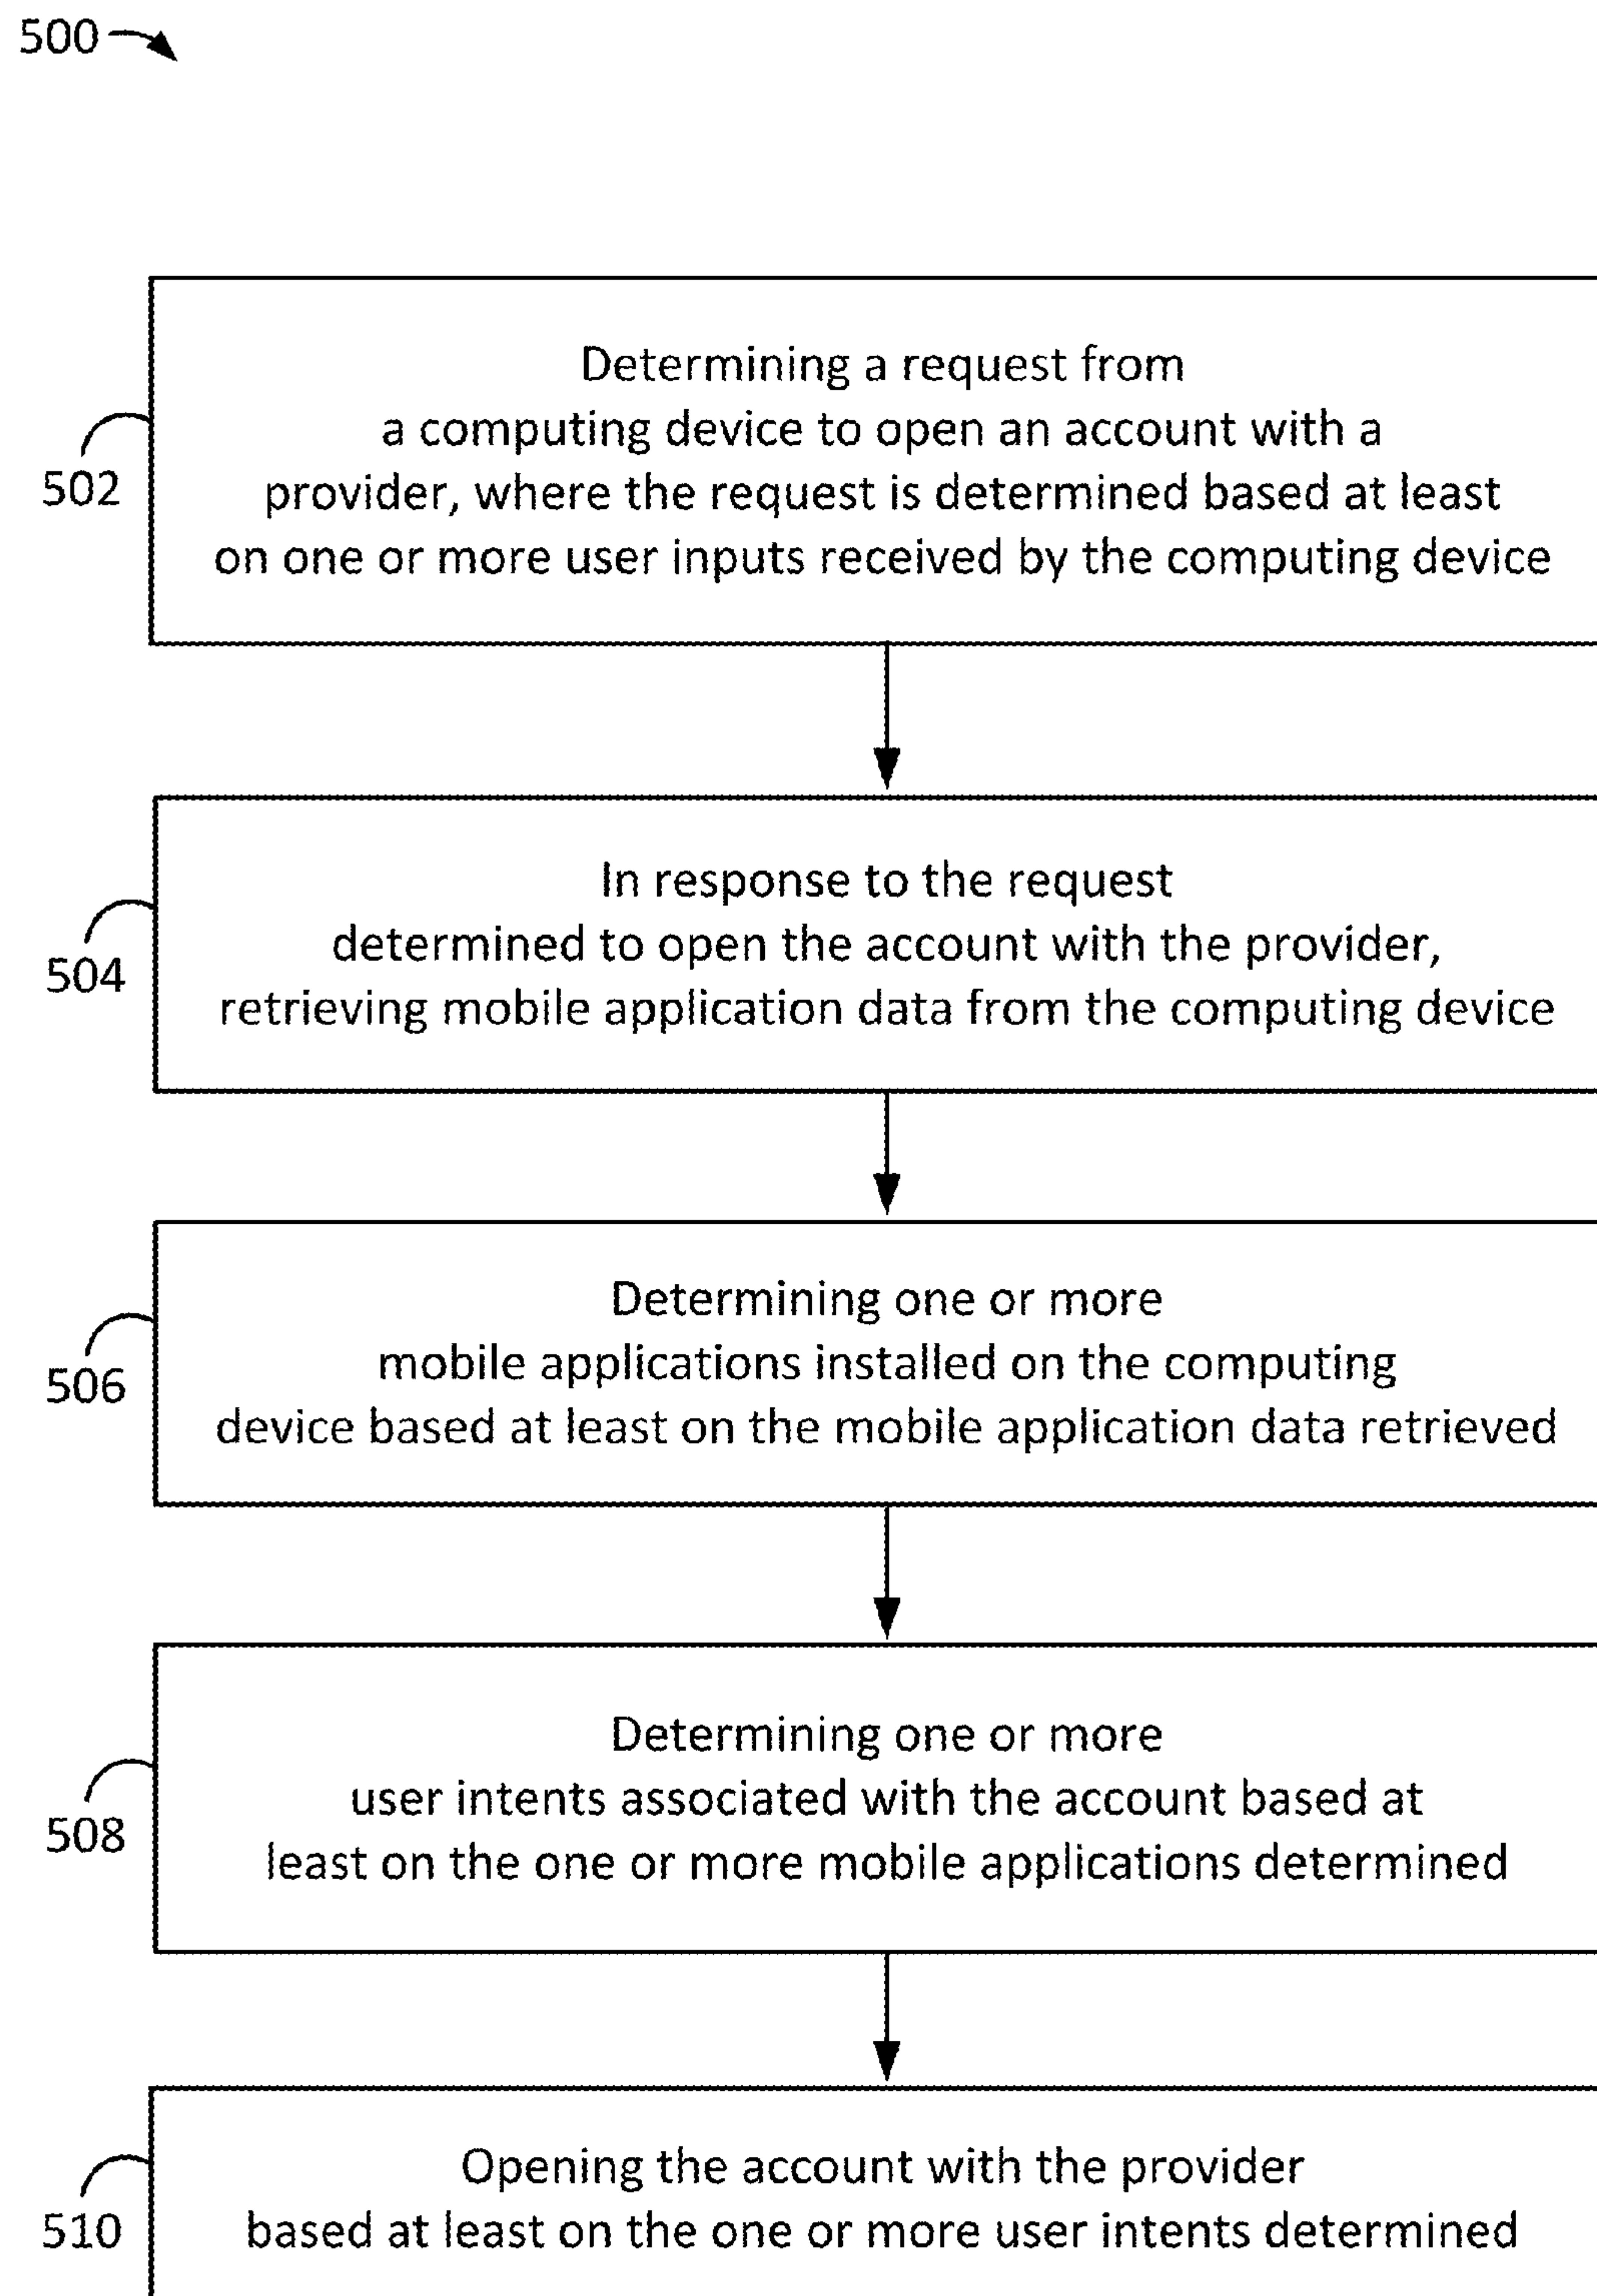 500
Determining a request from
a computing device to open an account with a
provider, where the request is determined based at least
on one or more user inputs received by the computing device
502
In response to the request
determined to open the account with the provider,
retrieving mobile application data from the computing device
504
Determining one or more
mobile applications installed on the computing
device based at least on the mobile application data retrieved
506
Determining one or more
user intents associated with the account based at
least on the one or more mobile applications determined
508
Opening the account with the provider
based at least on the one or more user intents determined
510